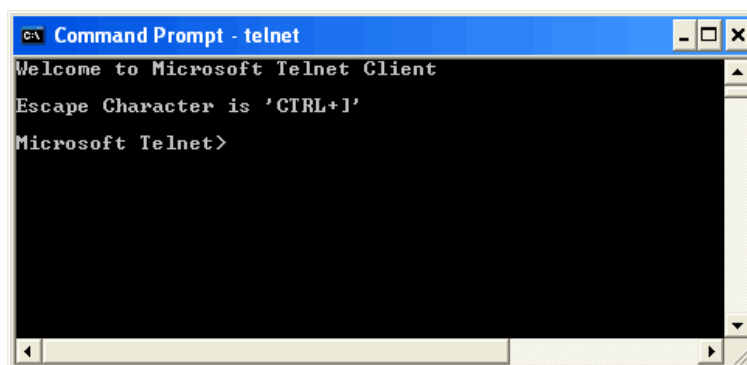 Command Prompt - telnet
Welcome to Microsoft Telnet Client
Escape Character is 'CTRL+]'
Microsoft Telnet>